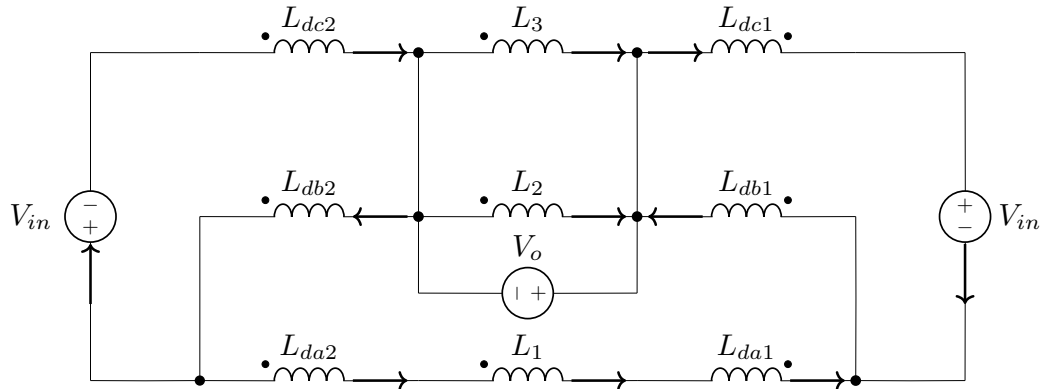 L_{dc2} L_3 L_{dc1}
L_{db2} L_2 L_{db1}
V_{in} - + V_{in} + -
V_o
- +
L_{da2} L_1 L_{da1}